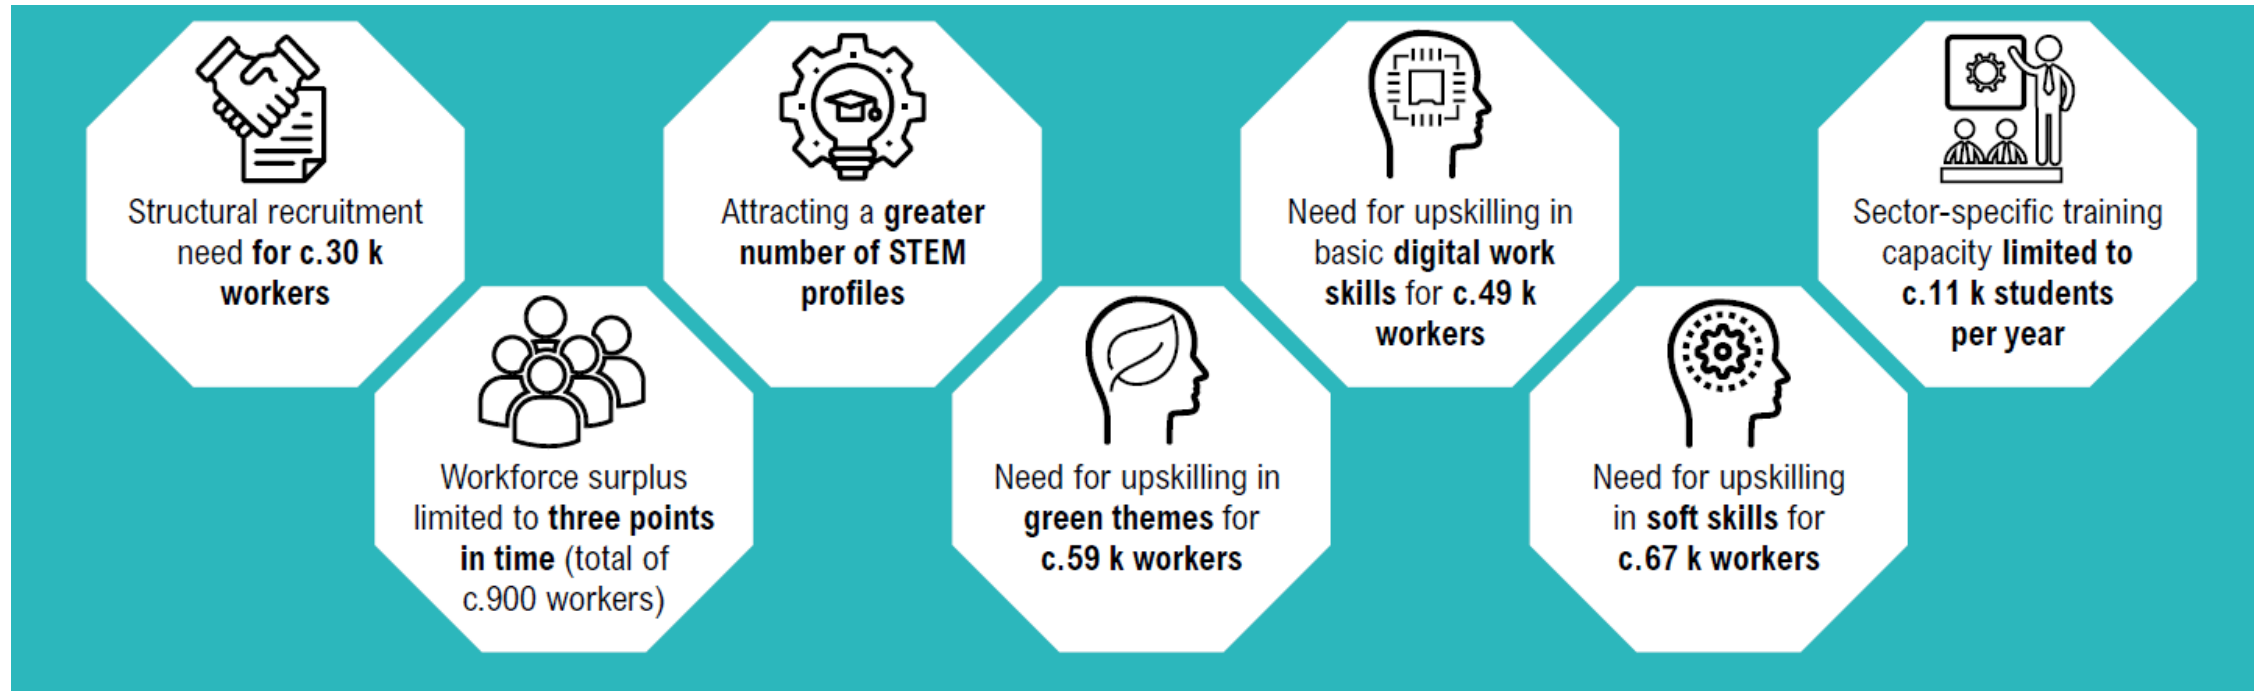 Structural recruitment
need for c.30 k
workers
Workforce surplus
limited to three points
in time (total of
c.900 workers)
Attracting a greater
number of STEM
profiles
Need for upskilling in
green themes for
c.59 k workers
Need for upskilling in
basic digital work
skills for c.49 k
workers
Need for upskilling
in soft skills for
c.67 k workers
Sector-specific training
capacity limited to
c.11 k students
per year